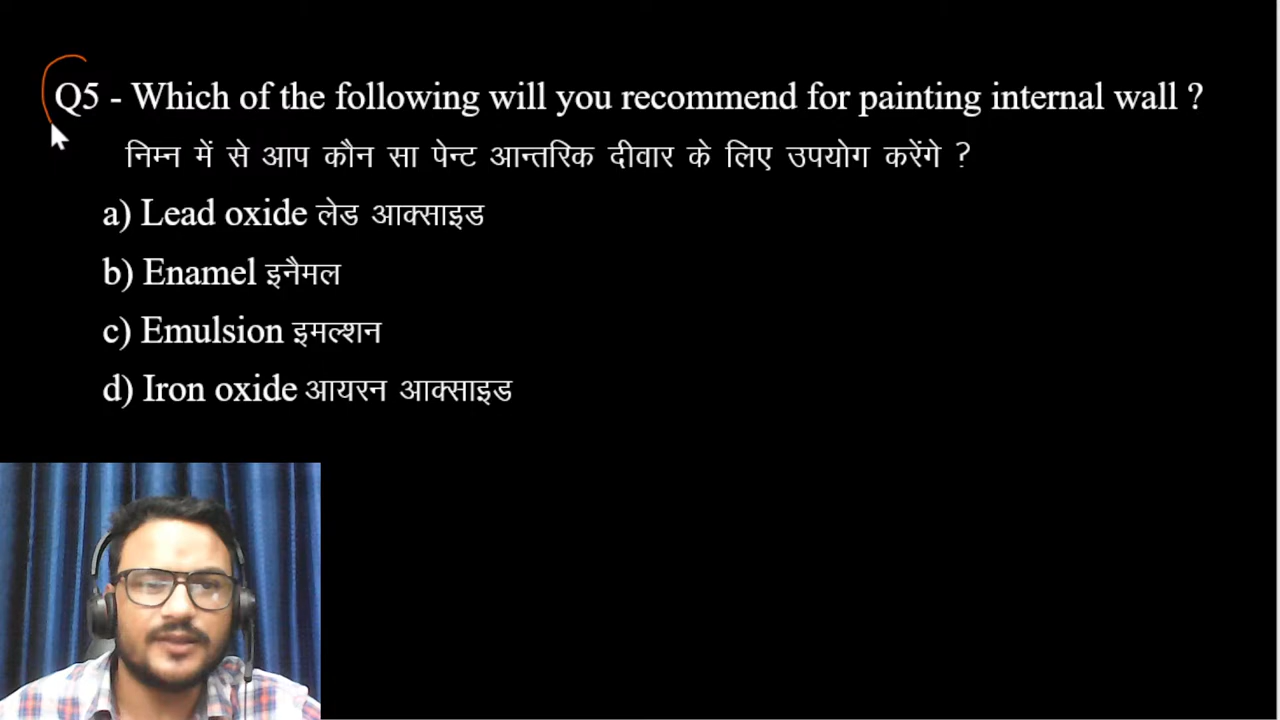 Q5 - Which of the following will you recommend for painting internal wall ?
निम्न में से आप कौन सा पेन्ट आन्तरिक दीवार के लिए उपयोग करेंगे ?
a) Lead oxide लेड आक्साइड
b) Enamel इनैमल
c) Emulsion इमल्शन
d) Iron oxide आयरन आक्साइड